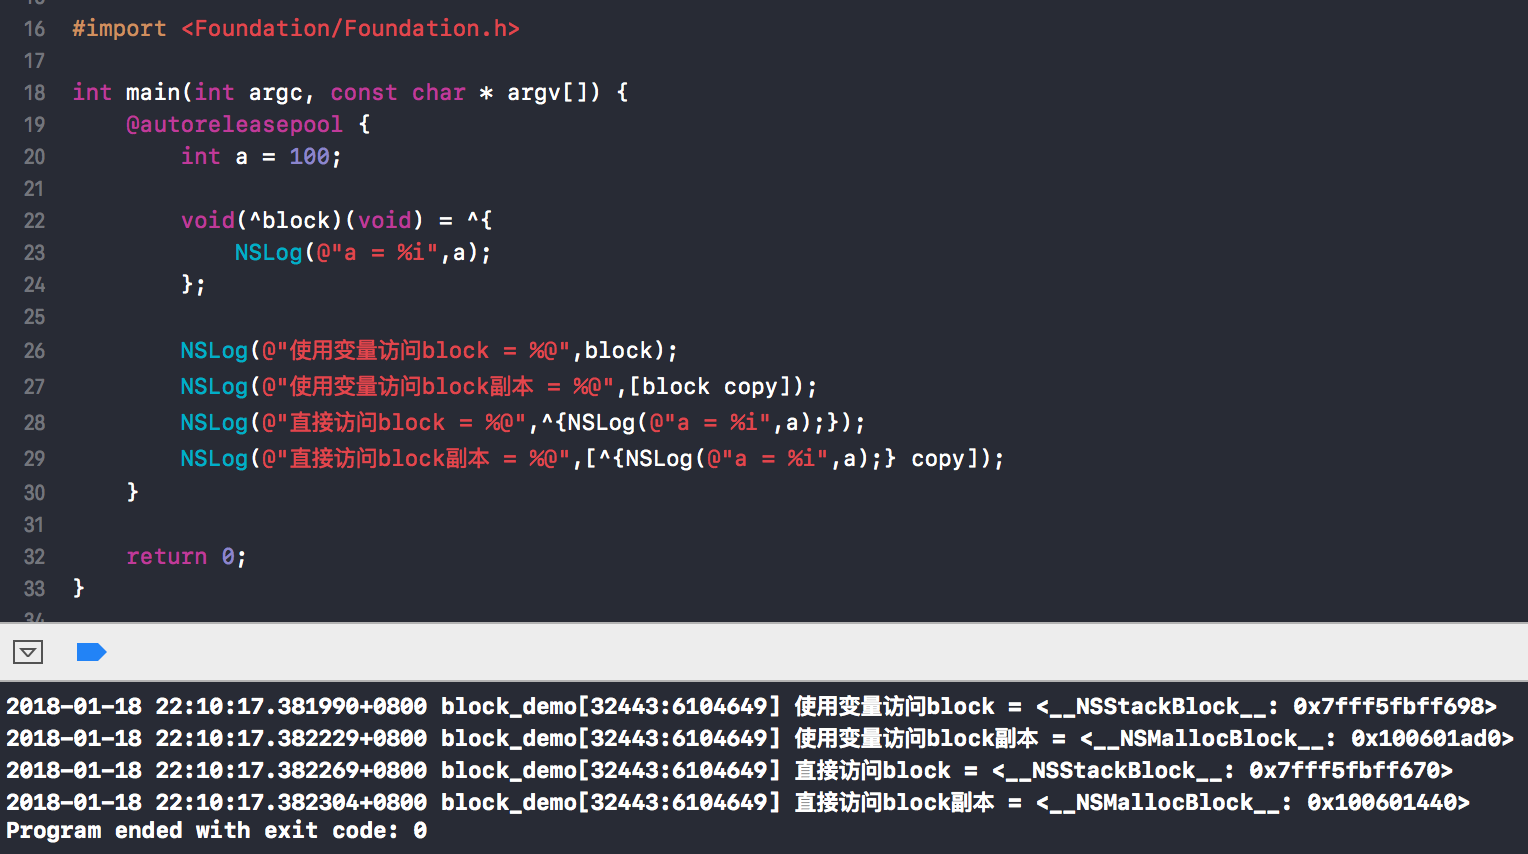 16 #import <Foundation/Foundation.h>
17
18 int main(int argc, const char * argv[]) {
19     @autoreleasepool {
20         int a = 100;
21
22         void(^block)(void) = ^{
23             NSLog(@"a = %i",a);
24         };
25
26         NSLog(@"使用变量访问block = %@",block);
27         NSLog(@"使用变量访问block副本 = %@",[block copy]);
28         NSLog(@"直接访问block = %@",^{NSLog(@"a = %i",a);});
29         NSLog(@"直接访问block副本 = %@",[^{NSLog(@"a = %i",a);} copy]);
30     }
31
32     return 0;
33 }
34
2018-01-18 22:10:17.381990+0800 block_demo[32443:6104649] 使用变量访问block = <__NSStackBlock__: 0x7fff5fbff698>
2018-01-18 22:10:17.382229+0800 block_demo[32443:6104649] 使用变量访问block副本 = <__NSMallocBlock__: 0x100601ad0>
2018-01-18 22:10:17.382269+0800 block_demo[32443:6104649] 直接访问block = <__NSStackBlock__: 0x7fff5fbff670>
2018-01-18 22:10:17.382304+0800 block_demo[32443:6104649] 直接访问block副本 = <__NSMallocBlock__: 0x100601440>
Program ended with exit code: 0